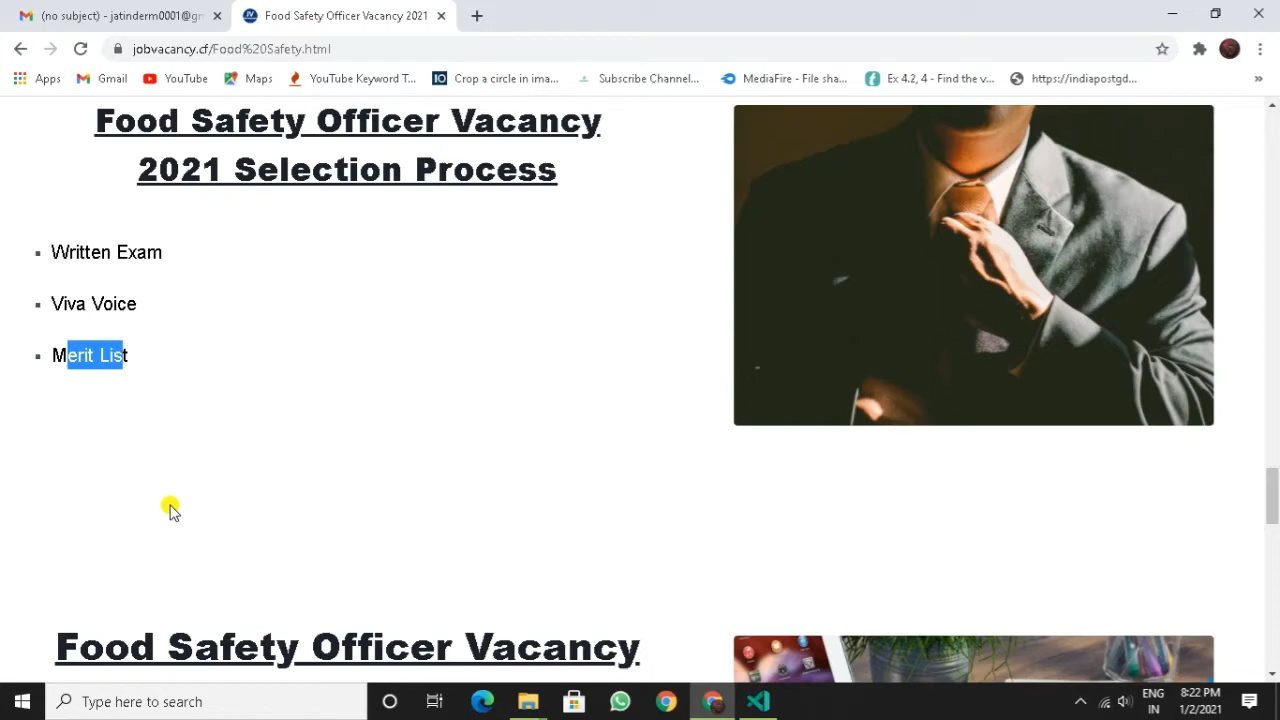 (no subject) - jatinderm0001@gr
Food Safety Officer Vacancy 2021
jobvacancy.cf/Food%20Safety.html
Apps
Gmail
YouTube
Maps
YouTube Keyword T...
Crop a circle in ima...
Subscribe Channel...
MediaFire - File sha...
Ex 4.2, 4 - Find the v...
https://indiapostgd...
»
Food Safety Officer Vacancy
2021 Selection Process
Written Exam
Viva Voice
Merit List
Food Safety Officer Vacancy
Type here to search
ENG
IN
8:22 PM
1/2/2021